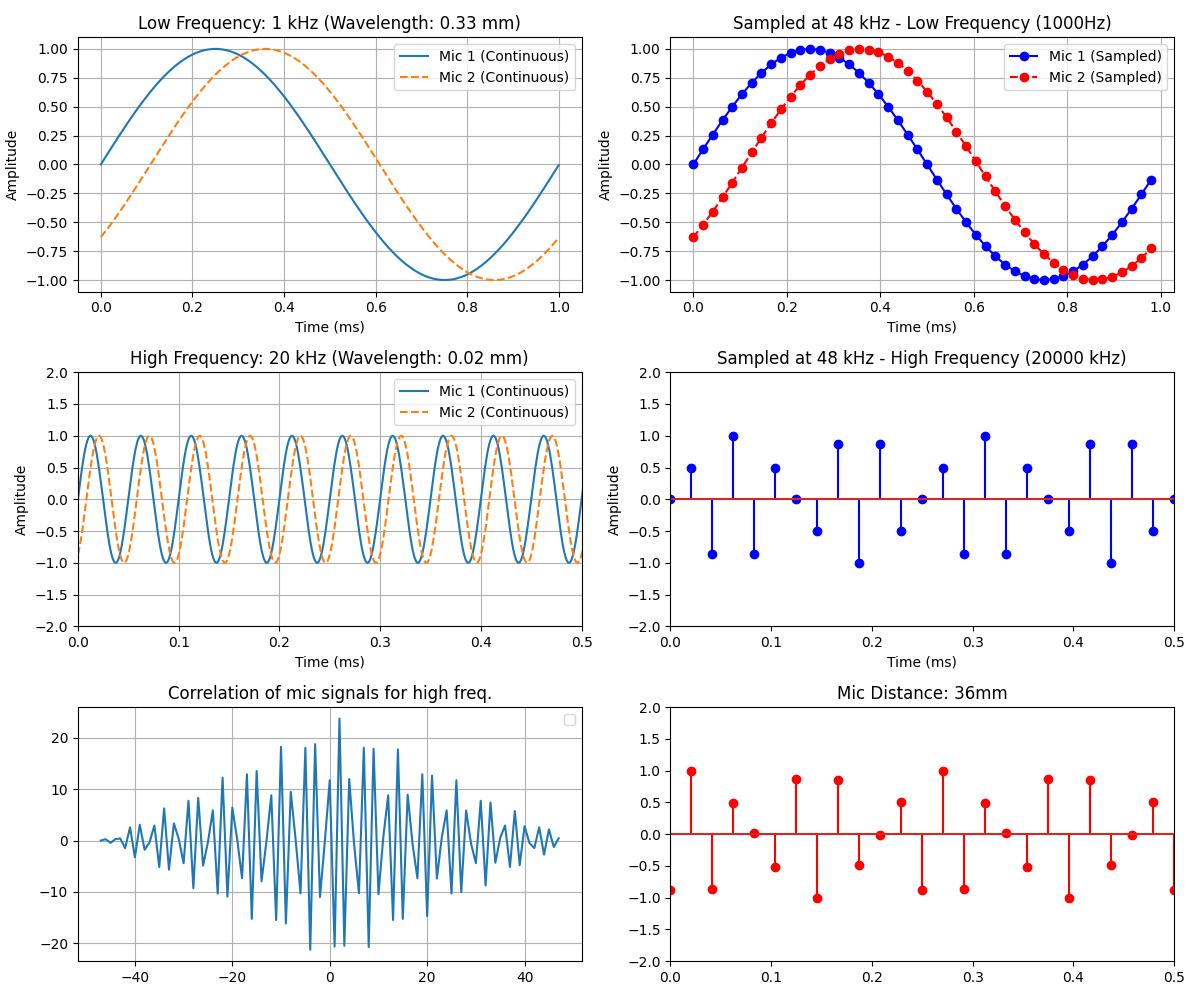 Low Frequency: 1 kHz (Wavelength: 0.33 mm)
1.00
0.75
0.50
0.25
0.00
−0.25
−0.50
−0.75
−1.00
Amplitude
Mic 1 (Continuous)
Mic 2 (Continuous)
0.0 0.2 0.4 0.6 0.8 1.0
Time (ms)
Sampled at 48 kHz - Low Frequency (1000Hz)
1.00
0.75
0.50
0.25
0.00
−0.25
−0.50
−0.75
−1.00
Amplitude
Mic 1 (Sampled)
Mic 2 (Sampled)
0.0 0.2 0.4 0.6 0.8 1.0
Time (ms)
High Frequency: 20 kHz (Wavelength: 0.02 mm)
2.0
1.5
1.0
0.5
0.0
−0.5
−1.0
−1.5
−2.0
Amplitude
Mic 1 (Continuous)
Mic 2 (Continuous)
0.0 0.1 0.2 0.3 0.4 0.5
Time (ms)
Sampled at 48 kHz - High Frequency (20000 kHz)
2.0
1.5
1.0
0.5
0.0
−0.5
−1.0
−1.5
−2.0
Amplitude
0.0 0.1 0.2 0.3 0.4 0.5
Time (ms)
Correlation of mic signals for high freq.
20
10
0
−10
−20
−40 −20 0 20 40
Mic Distance: 36mm
2.0
1.5
1.0
0.5
0.0
−0.5
−1.0
−1.5
−2.0
0.0 0.1 0.2 0.3 0.4 0.5